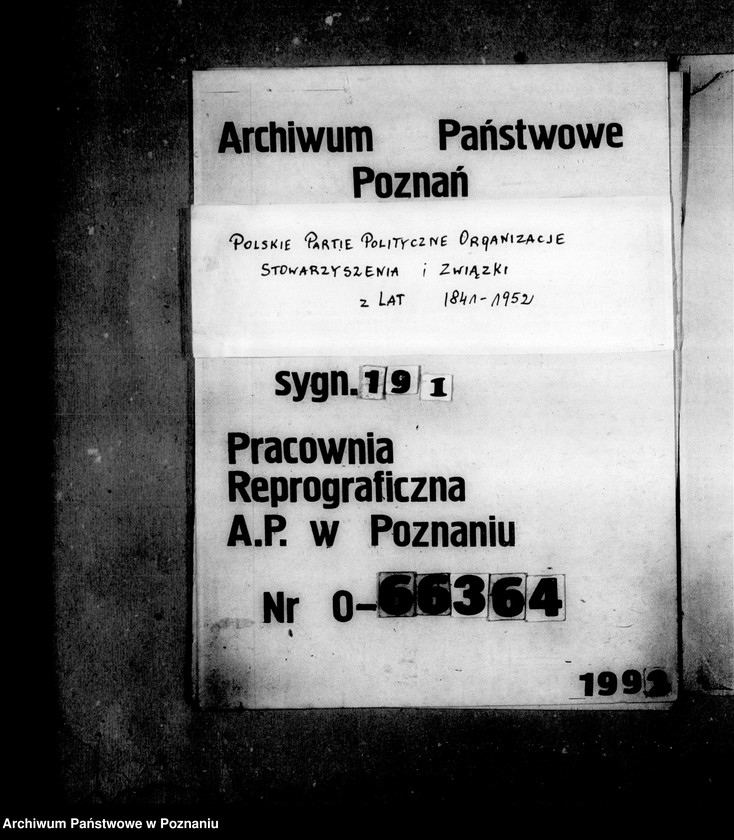 Archiwum Państwowe
Poznań
POLSKIE PARTIE POLITYCZNE ORGANIZACJE
STOWARZYSZENIA i ZWIĄZKI
z LAT 1841-1952
sygn. 191
Pracownia
Reprograficzna
A.P. w Poznaniu
Nr O-66364
Archiwum Państwowe w Poznaniu